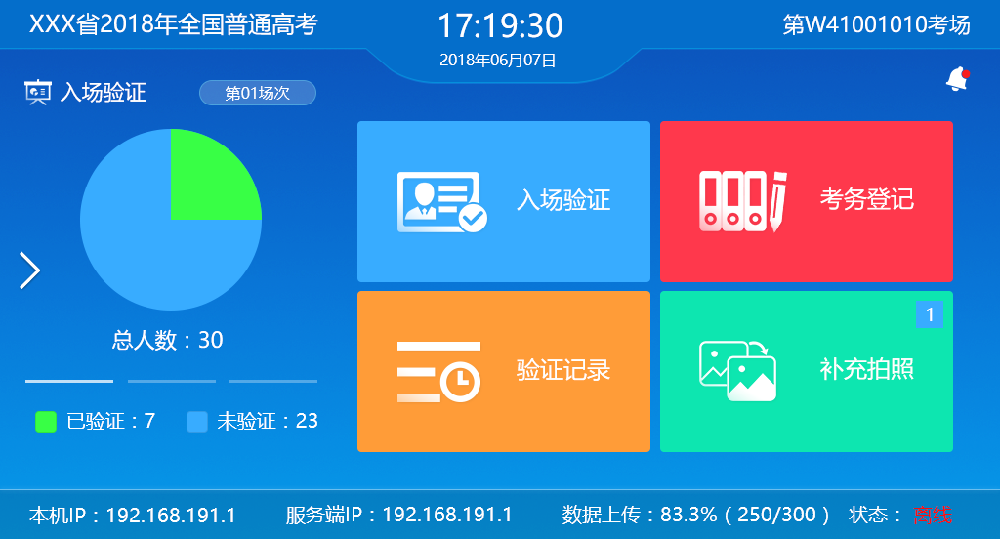 XXX省2018年全国普通高考
17:19:30
2018年06月07日
第W41001010考场
入场验证
第01场次
总人数：30
已验证：7
未验证：23
入场验证
考务登记
验证记录
1
补充拍照
本机IP：192.168.191.1
服务端IP：192.168.191.1
数据上传：83.3%（250/300）
状态： 离线